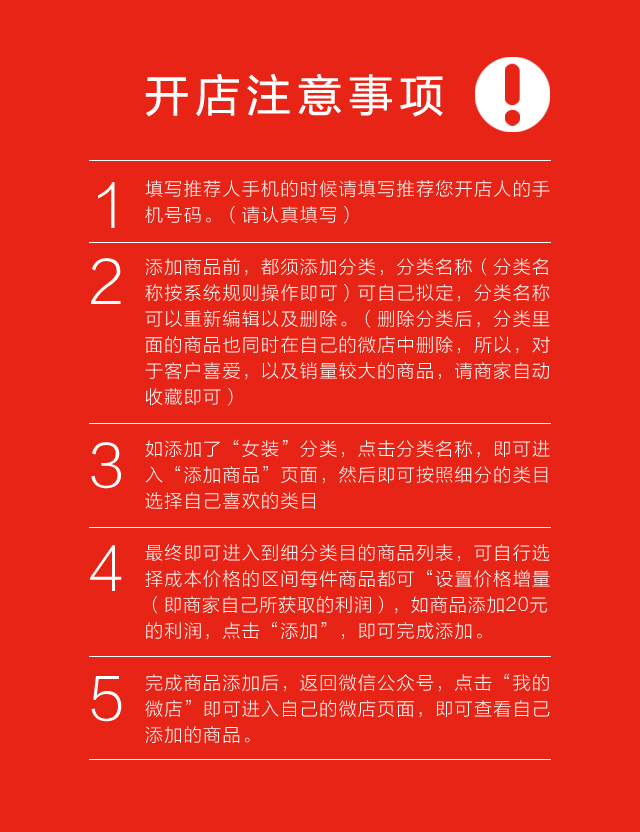 开店注意事项
1
填写推荐人手机的时候请填写推荐您开店人的手
机号码。（请认真填写）
2
添加商品前，都须添加分类，分类名称（分类名
称按系统规则操作即可）可自己拟定，分类名称
可以重新编辑以及删除。（删除分类后，分类里
面的商品也同时在自己的微店中删除，所以，对
于客户喜爱，以及销量较大的商品，请商家自动
收藏即可）
3
如添加了“女装”分类，点击分类名称，即可进
入“添加商品”页面，然后即可按照细分的类目
选择自己喜欢的类目
4
最终即可进入到细分类目的商品列表，可自行选
择成本价格的区间每件商品都可“设置价格增量
（即商家自己所获取的利润），如商品添加20元
的利润，点击“添加”，即可完成添加。
5
完成商品添加后，返回微信公众号，点击“我的
微店”即可进入自己的微店页面，即可查看自己
添加的商品。